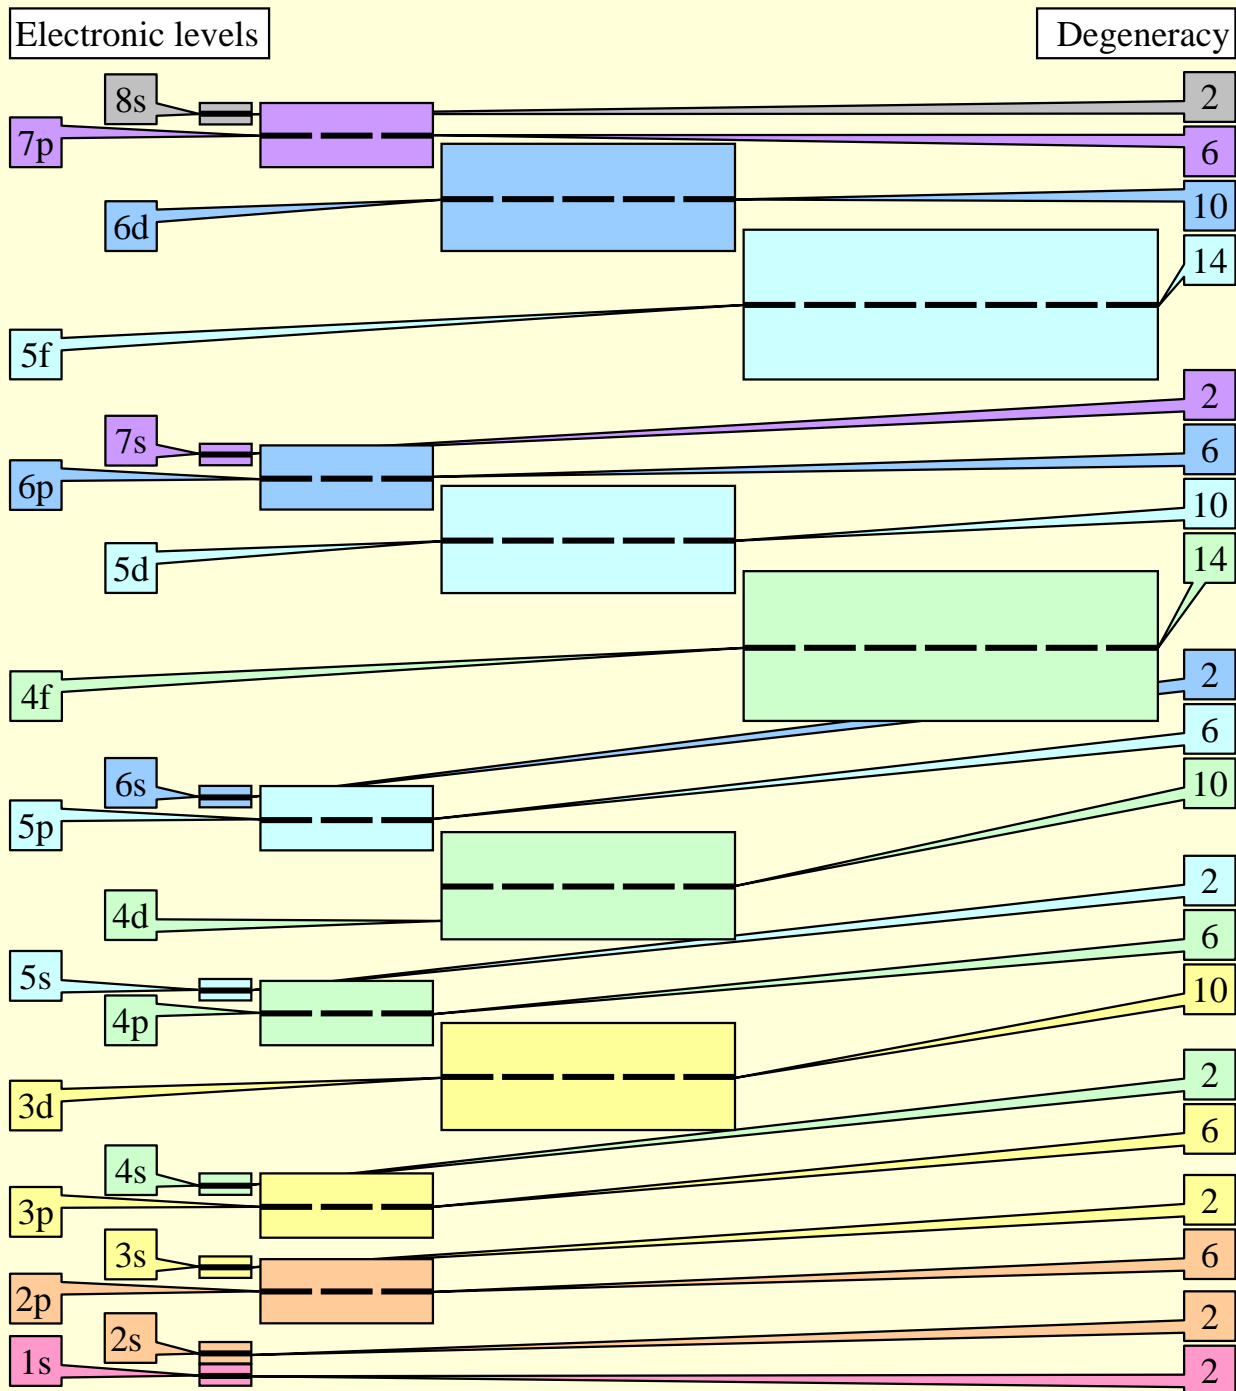 Electronic levels Degeneracy
8s 2
7p 6
6d 10
5f 14
7s 2
6p 6
5d 10
4f 14
6s 2
5p 6
4d 10
5s 2
4p 6
3d 10
4s 2
3p 6
3s 2
2p 6
2s 2
1s 2